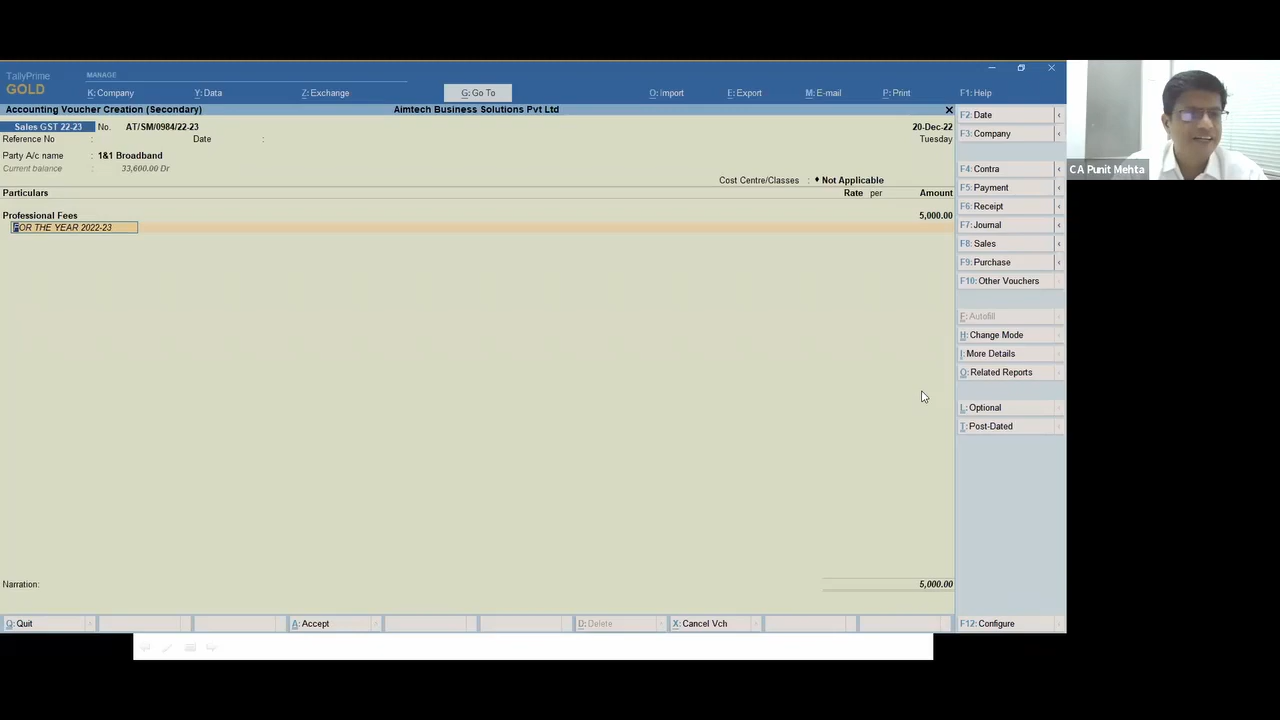 TallyPrime
GOLD
MANAGE
K: Company
Y: Data
Z: Exchange
G: Go To
O: Import
E: Export
M: E-mail
P: Print
F1: Help
Accounting Voucher Creation (Secondary)
Aimtech Business Solutions Pvt Ltd
Sales GST 22-23 No. AT/SM/0984/22-23
20-Dec-22
Reference No :
Date :
Tuesday
Party A/c name : 1&1 Broadband
Current balance : 33,600.00 Dr
Cost Centre/Classes : ♦ Not Applicable
Particulars
Rate per
Amount
Professional Fees
5,000.00
FOR THE YEAR 2022-23
Narration:
5,000.00
Q: Quit
A: Accept
D: Delete
X: Cancel Vch
F2: Date
F3: Company
F4: Contra
F5: Payment
F6: Receipt
F7: Journal
F8: Sales
F9: Purchase
F10: Other Vouchers
F: Autofill
H: Change Mode
I: More Details
O: Related Reports
L: Optional
T: Post-Dated
F12: Configure
CA Punit Mehta